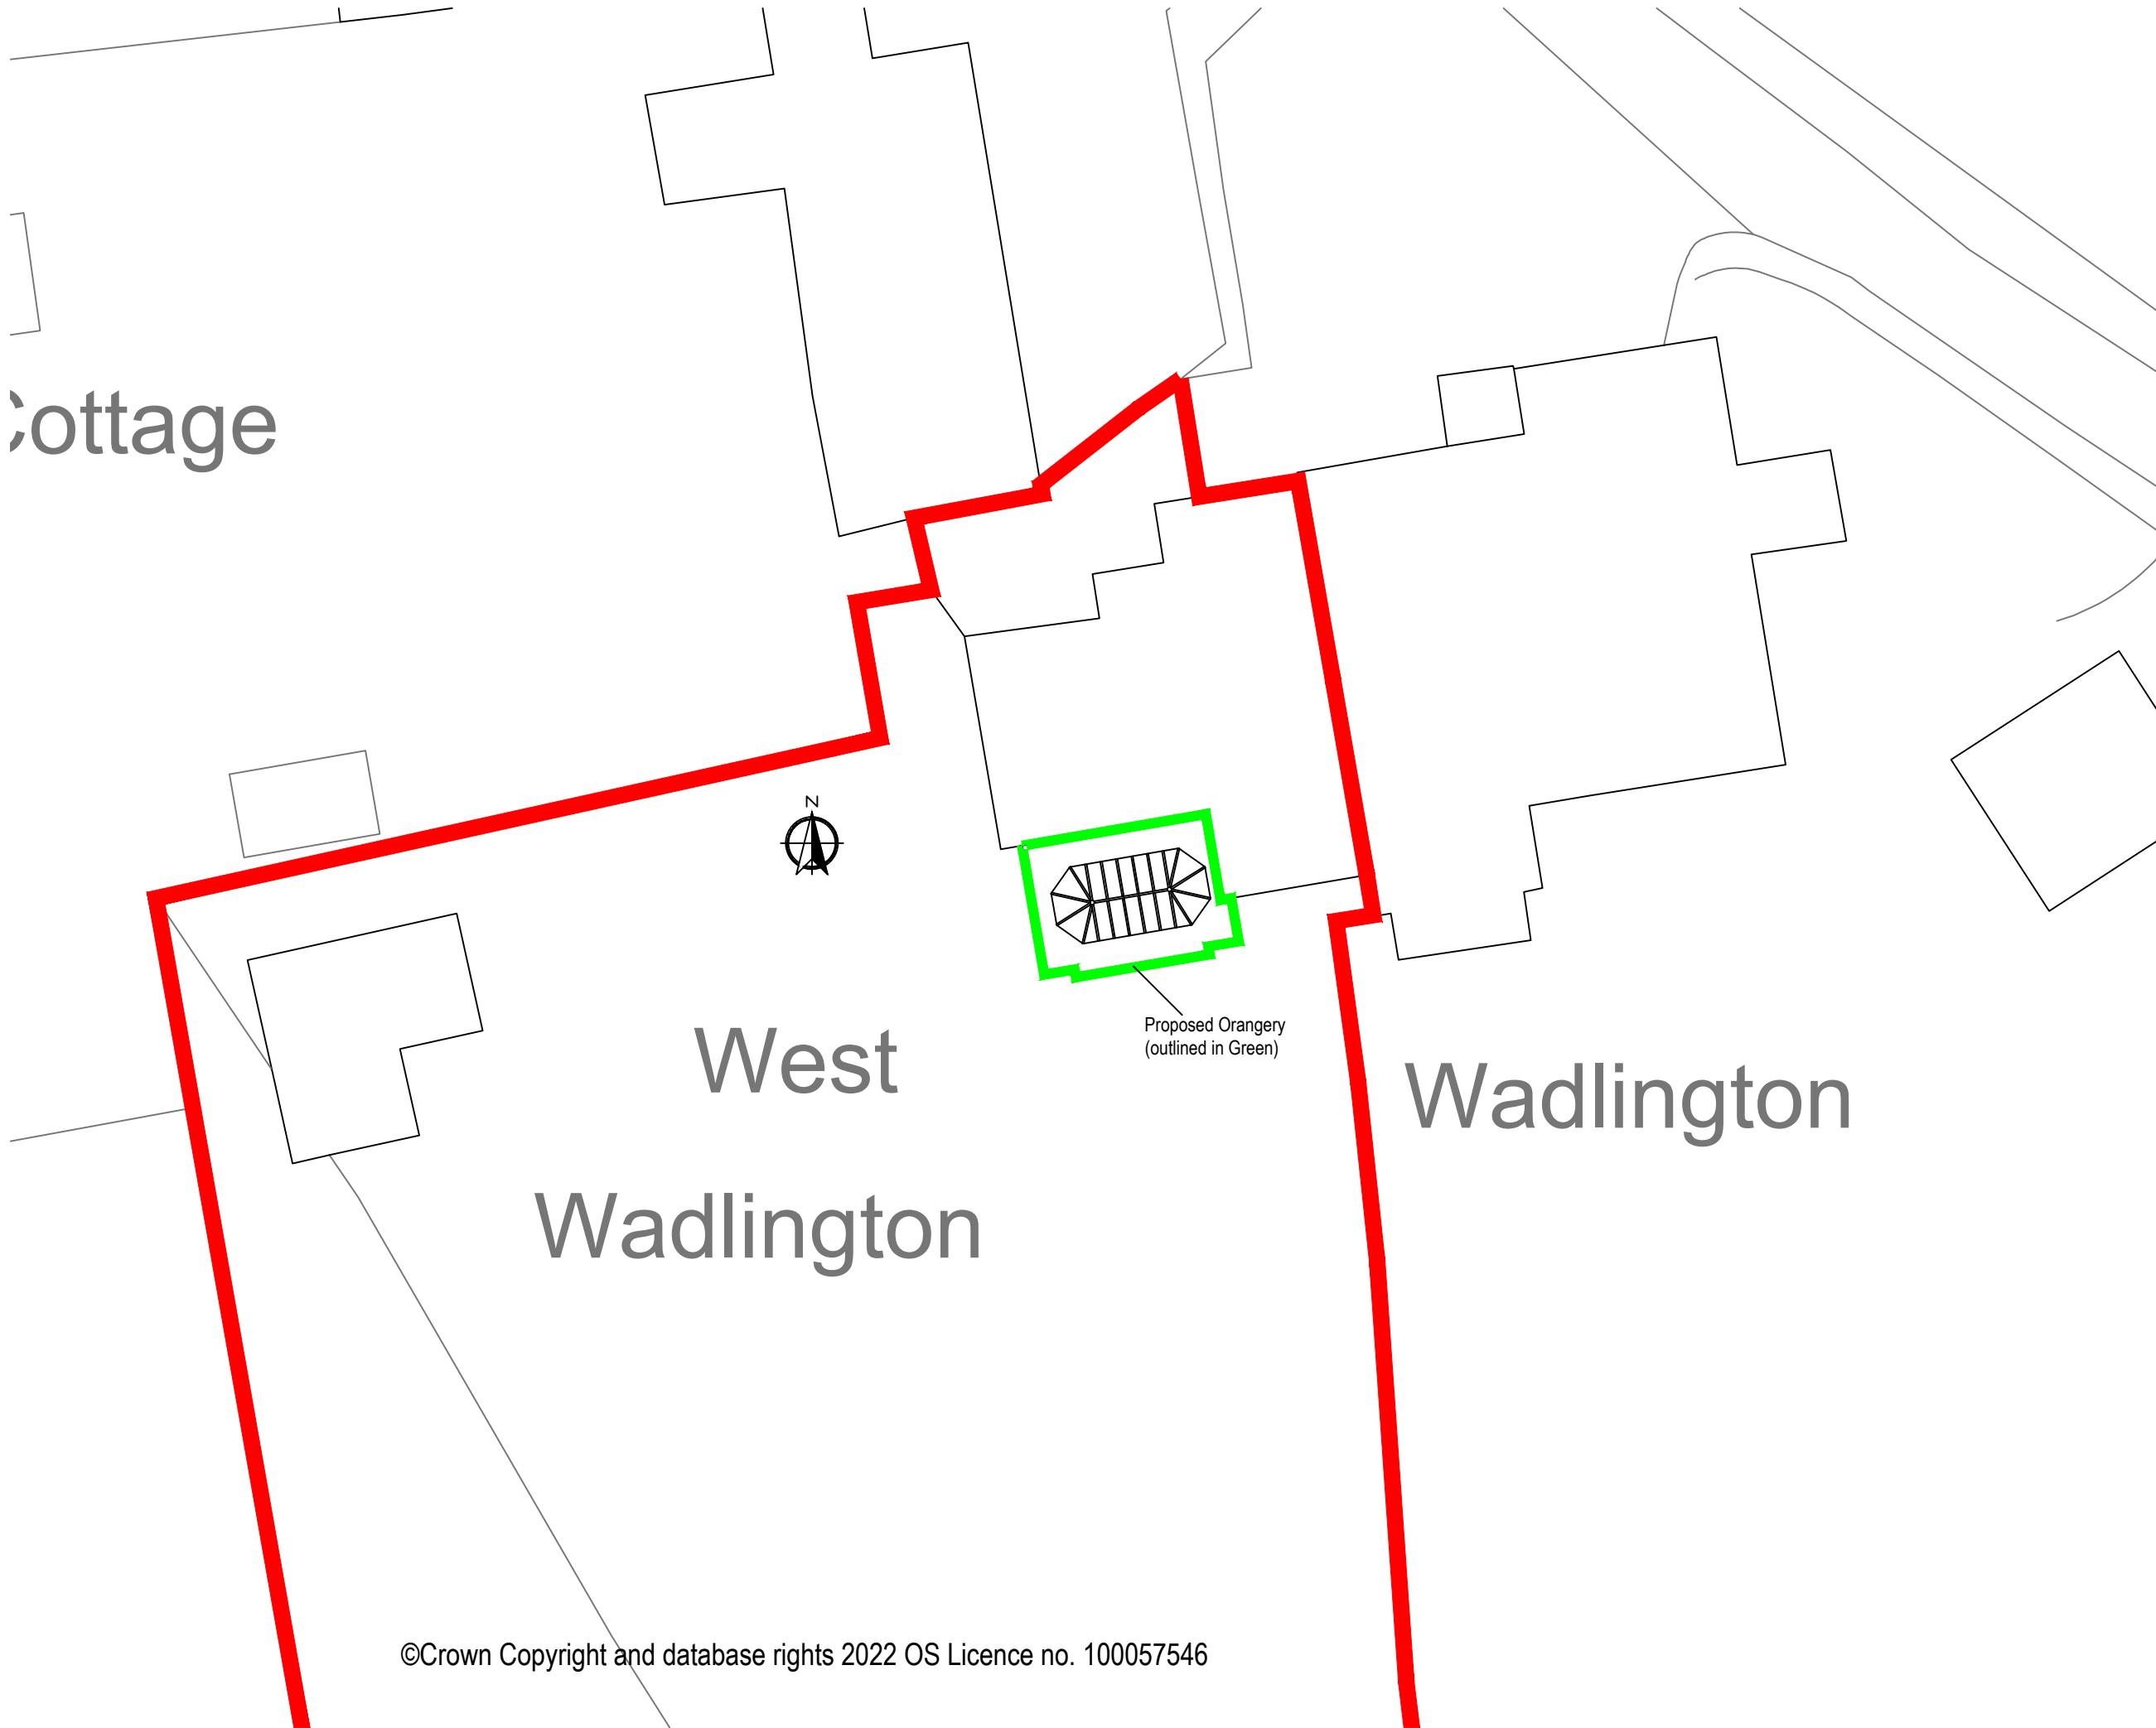 Cottage
N
Proposed Orangery
(outlined in Green)
West
Wadlington
Wadlington
©Crown Copyright and database rights 2022 OS Licence no. 100057546